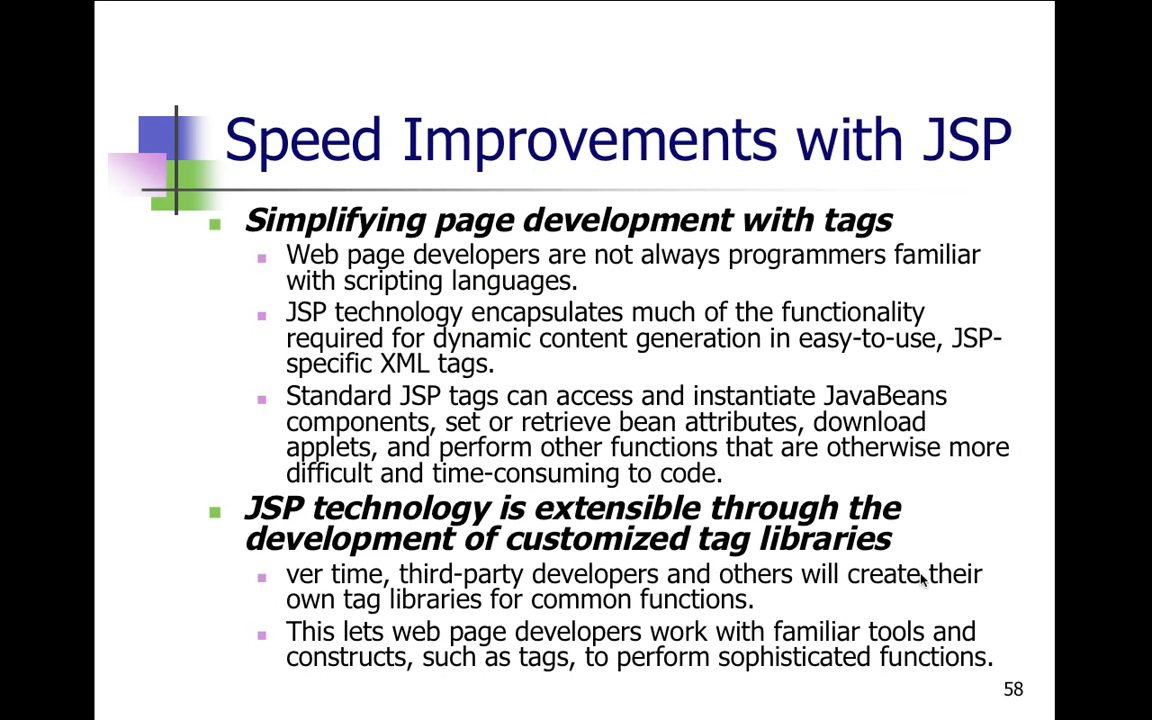 Speed Improvements with JSP
Simplifying page development with tags
Web page developers are not always programmers familiar
with scripting languages.
JSP technology encapsulates much of the functionality
required for dynamic content generation in easy-to-use, JSP-
specific XML tags.
Standard JSP tags can access and instantiate JavaBeans
components, set or retrieve bean attributes, download
applets, and perform other functions that are otherwise more
difficult and time-consuming to code.
JSP technology is extensible through the
development of customized tag libraries
ver time, third-party developers and others will create their
own tag libraries for common functions.
This lets web page developers work with familiar tools and
constructs, such as tags, to perform sophisticated functions.
58